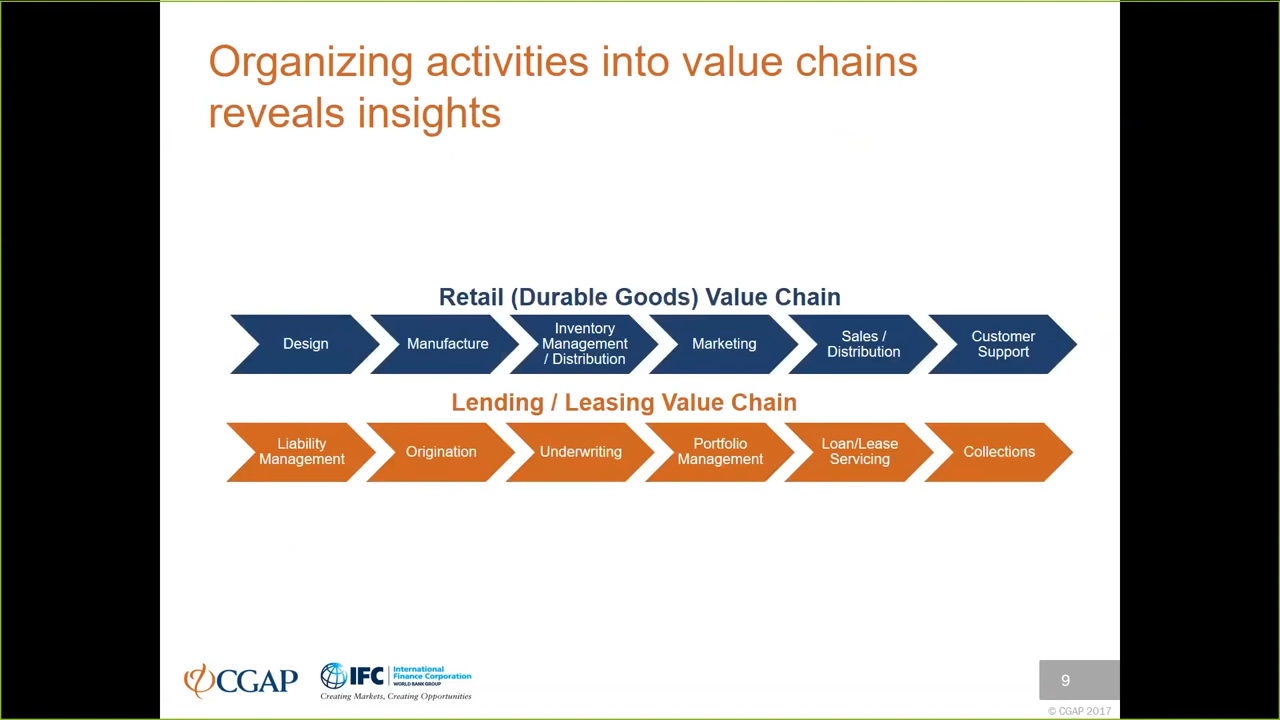 Organizing activities into value chains
reveals insights
Retail (Durable Goods) Value Chain
Design
Manufacture
Inventory
Management
/ Distribution
Marketing
Sales /
Distribution
Customer
Support
Lending / Leasing Value Chain
Liability
Management
Origination
Underwriting
Portfolio
Management
Loan/Lease
Servicing
Collections
CGAP
IFC
International
Finance Corporation
WORLD BANK GROUP
Creating Markets, Creating Opportunities
9
© CGAP 2017